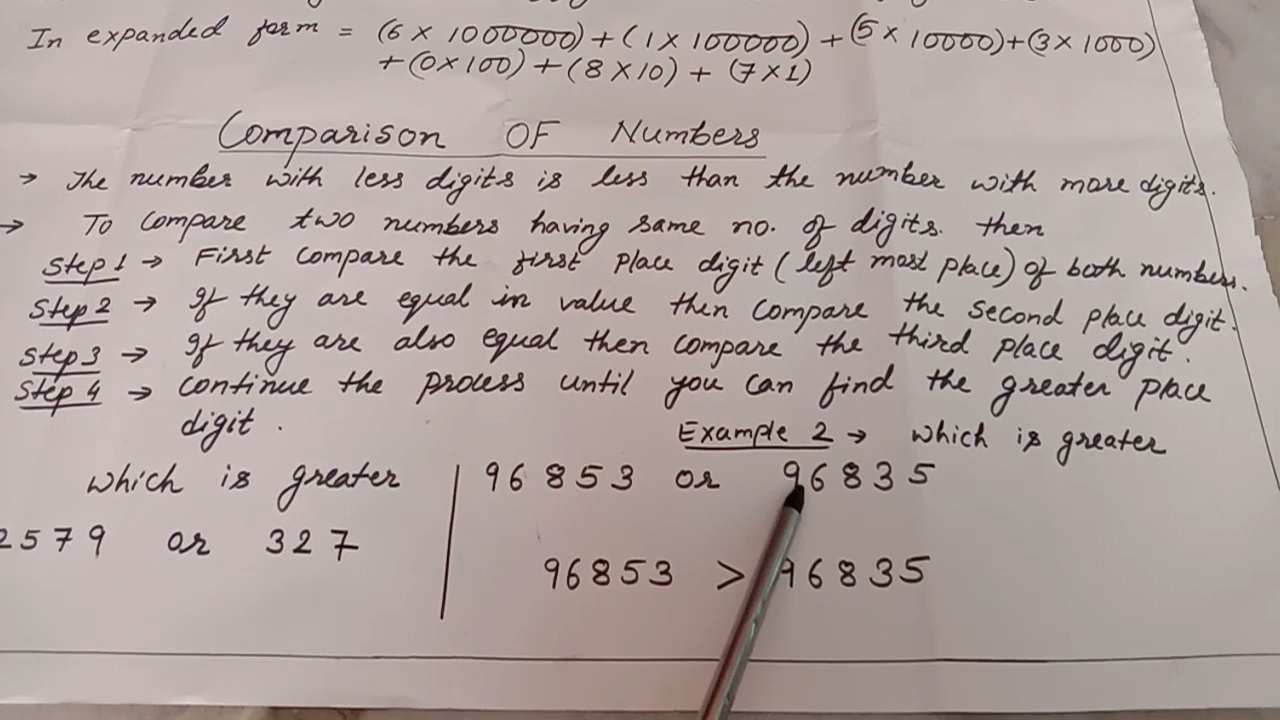 In expanded form = (6 × 1000000) + (1 × 100000) + (5 × 10000) + (3 × 1000)
+ (0 × 100) + (8 × 10) + (7 × 1)
Comparison OF Numbers
→ The number with less digits is less than the number with more digits.
→ To compare two numbers having same no. of digits. then
Step 1 → First compare the first place digit (left most place) of both numbers.
Step 2 → If they are equal in value then compare the second place digit.
Step 3 → If they are also equal then compare the third place digit.
Step 4 → continue the process until you can find the greater place
digit.
Example 2 → which is greater
which is greater
96853 or 96835
2579 or 327
96853 > 96835